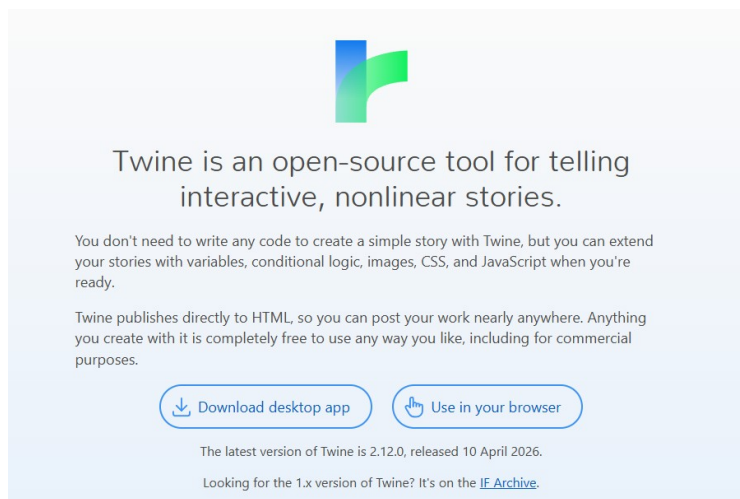 Twine is an open-source tool for telling
interactive, nonlinear stories.
You don't need to write any code to create a simple story with Twine, but you can extend
your stories with variables, conditional logic, images, CSS, and JavaScript when you're
ready.
Twine publishes directly to HTML, so you can post your work nearly anywhere. Anything
you create with it is completely free to use any way you like, including for commercial
purposes.
Download desktop app
Use in your browser
The latest version of Twine is 2.12.0, released 10 April 2026.
Looking for the 1.x version of Twine? It's on the IF Archive.